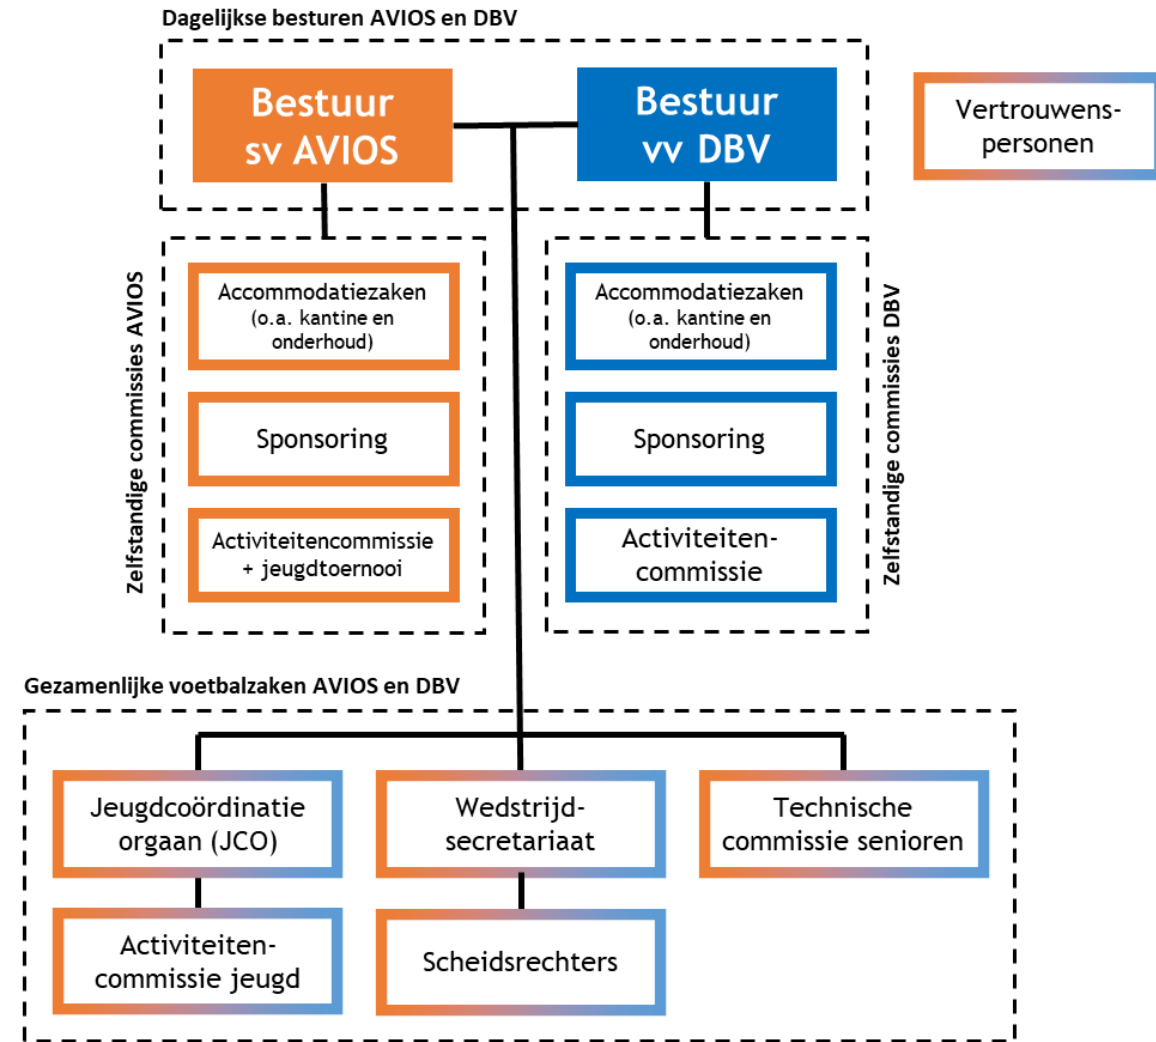 Dagelijkse besturen AVIOS en DBV
Bestuur
sv AVIOS
Bestuur
vv DBV
Vertrouwens-
personen
Zelfstandige commissies AVIOS
Accommodatiezaken
(o.a. kantine en
onderhoud)
Sponsoring
Activiteitencommissie
+ jeugdtoernooi
Accommodatiezaken
(o.a. kantine en
onderhoud)
Sponsoring
Activiteiten-
commissie
Zelfstandige commissies DBV
Gezamenlijke voetbalzaken AVIOS en DBV
Jeugdcoördinatie
orgaan (JCO)
Wedstrijd-
secretariaat
Technische
commissie senioren
Activiteiten-
commissie jeugd
Scheidsrechters